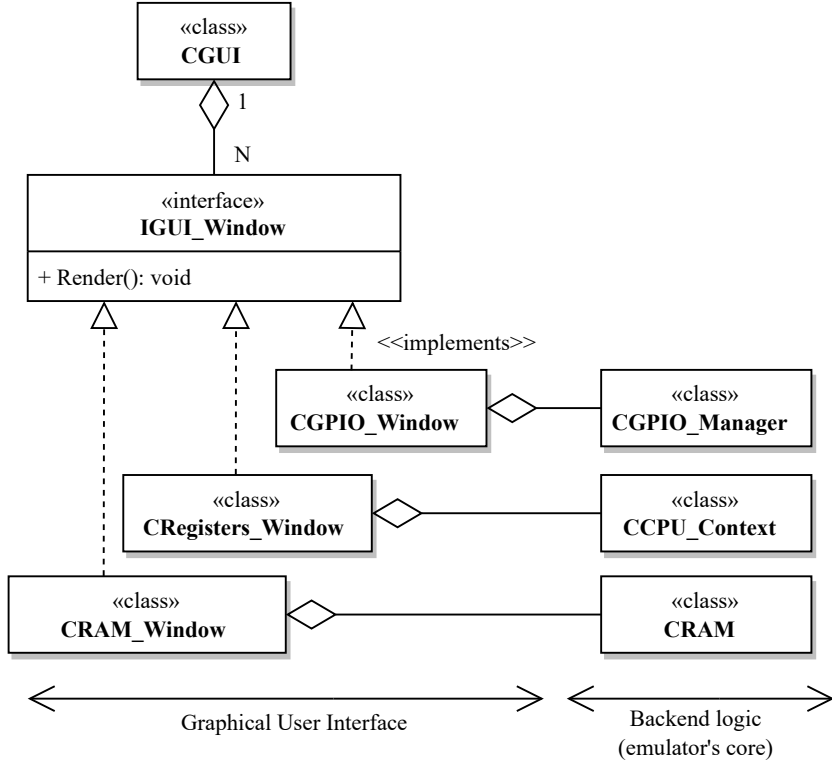 «class»
CGUI
1
N
«interface»
IGUI_Window
+ Render(): void
<<implements>>
«class»
CGPIO_Window
«class»
CGPIO_Manager
«class»
CRegisters_Window
«class»
CCPU_Context
«class»
CRAM_Window
«class»
CRAM
Graphical User Interface
Backend logic
(emulator's core)